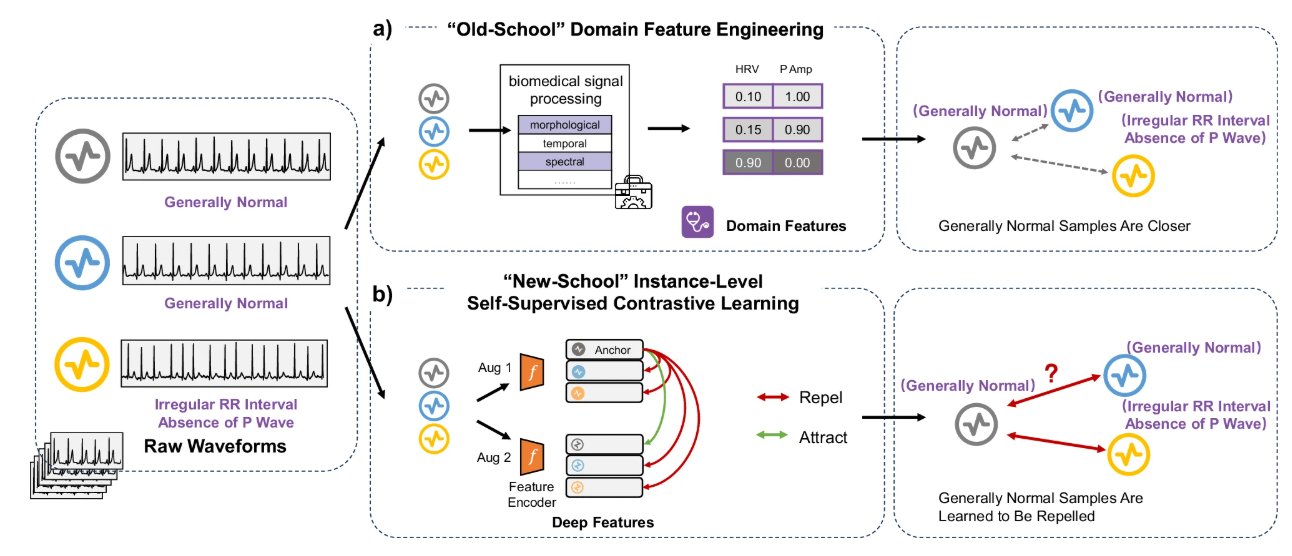 Generally Normal
Generally Normal
Irregular RR Interval
Absence of P Wave
Raw Waveforms
a)
“Old-School” Domain Feature Engineering
biomedical signal
processing
morphological
temporal
spectral
......
HRV P Amp
0.10 1.00
0.15 0.90
0.90 0.00
Domain Features
(Generally Normal)
(Generally Normal)
(Irregular RR Interval
Absence of P Wave)
Generally Normal Samples Are Closer
b)
“New-School” Instance-Level
Self-Supervised Contrastive Learning
Aug 1
f
Anchor
Aug 2
f
Feature
Encoder
Deep Features
Repel
Attract
(Generally Normal)
?
(Generally Normal)
(Irregular RR Interval
Absence of P Wave)
Generally Normal Samples Are
Learned to Be Repelled